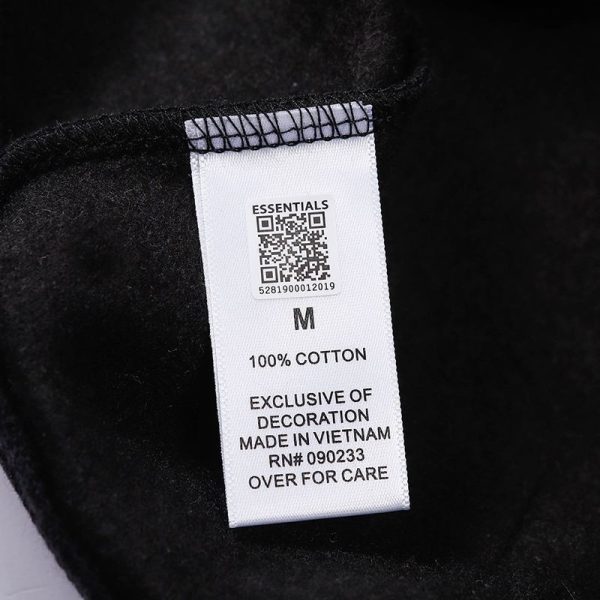 ESSENTIALS
5281900012019
M
100% COTTON
EXCLUSIVE OF
DECORATION
MADE IN VIETNAM
RN# 090233
OVER FOR CARE